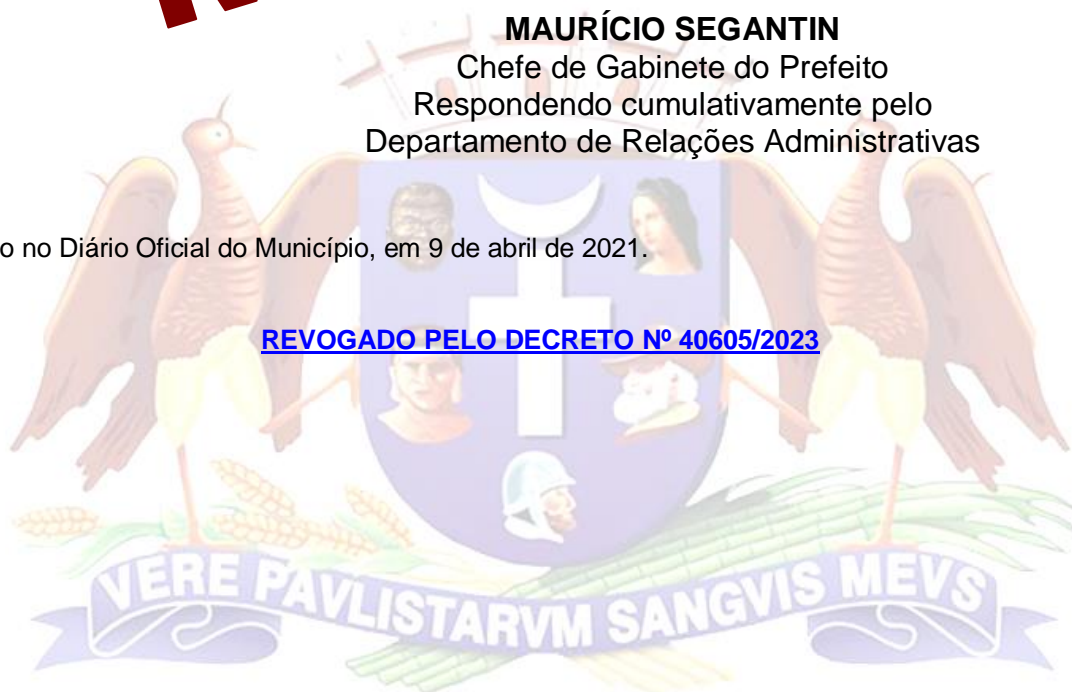 MAURÍCIO SEGANTIN
Chefe de Gabinete do Prefeito
Respondendo cumulativamente pelo
Departamento de Relações Administrativas
o no Diário Oficial do Município, em 9 de abril de 2021.
REVOGADO PELO DECRETO Nº 40605/2023
VERE PAVLISTARVM SANGVIS MEVS